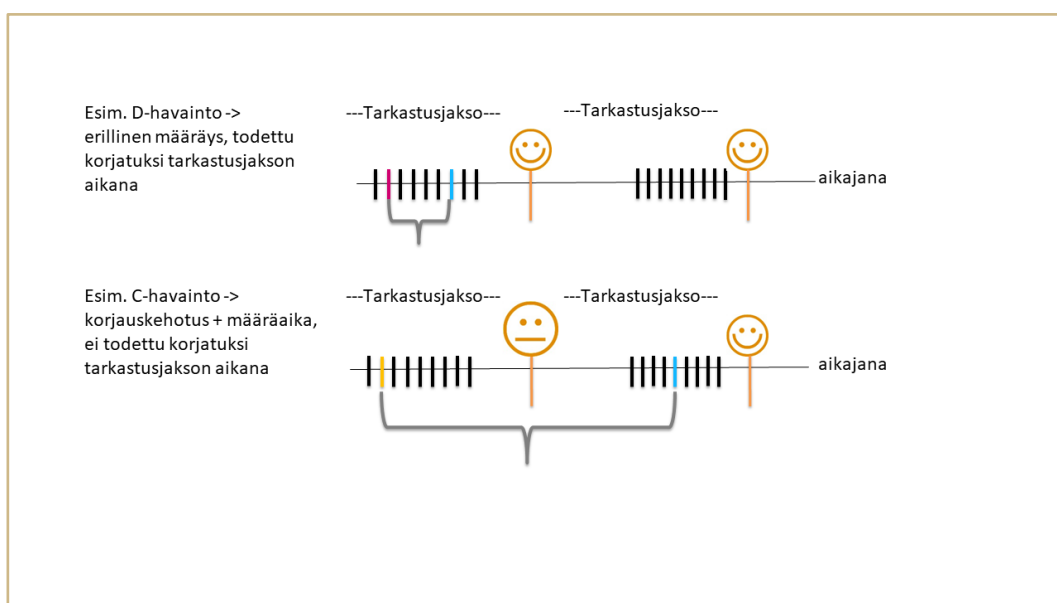 Esim. D-havainto ->
erillinen määräys, todettu
korjatuksi tarkastusjakson
aikana
---Tarkastusjakso---
---Tarkastusjakso---
aikajana
Esim. C-havainto ->
korjauskehotus + määräaika,
ei todettu korjatuksi
tarkastusjakson aikana
---Tarkastusjakso---
---Tarkastusjakso---
aikajana